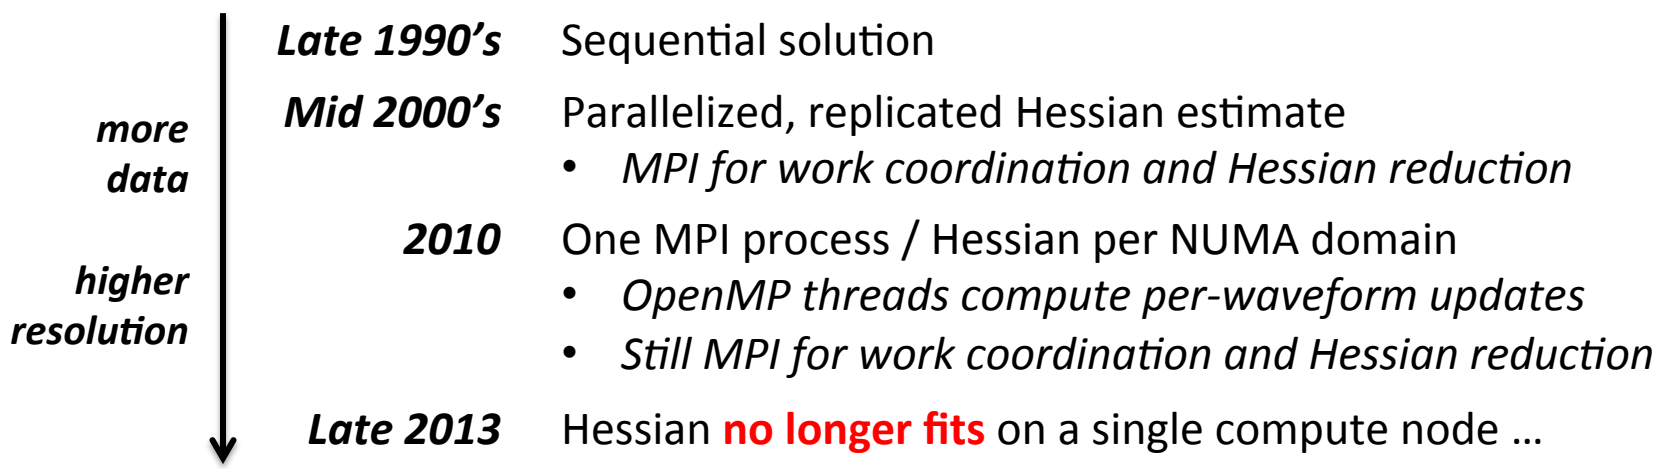 Late 1990’s Sequential solution
Mid 2000’s Parallelized, replicated Hessian estimate
more
data
• MPI for work coordination and Hessian reduction
2010 One MPI process / Hessian per NUMA domain
higher
resolution
• OpenMP threads compute per-waveform updates
• Still MPI for work coordination and Hessian reduction
Late 2013 Hessian no longer fits on a single compute node …